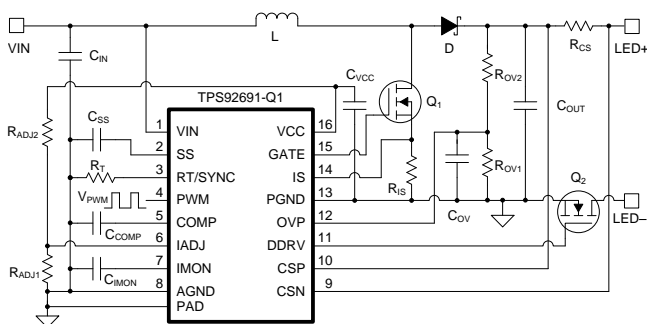 VIN
L
D
R_CS
LED+
C_IN
R_OV2
C_VCC
TPS92691-Q1
Q_1
C_OUT
R_ADJ2
C_SS
1 VIN VCC 16
2 SS GATE 15
R_T
3 RT/SYNC IS 14
R_IS
R_OV1
Q_2
V_PWM
4 PWM PGND 13
LED–
C_OV
5 COMP OVP 12
C_COMP
6 IADJ DDRV 11
R_ADJ1
7 IMON CSP 10
C_IMON
8 AGND CSN 9
PAD